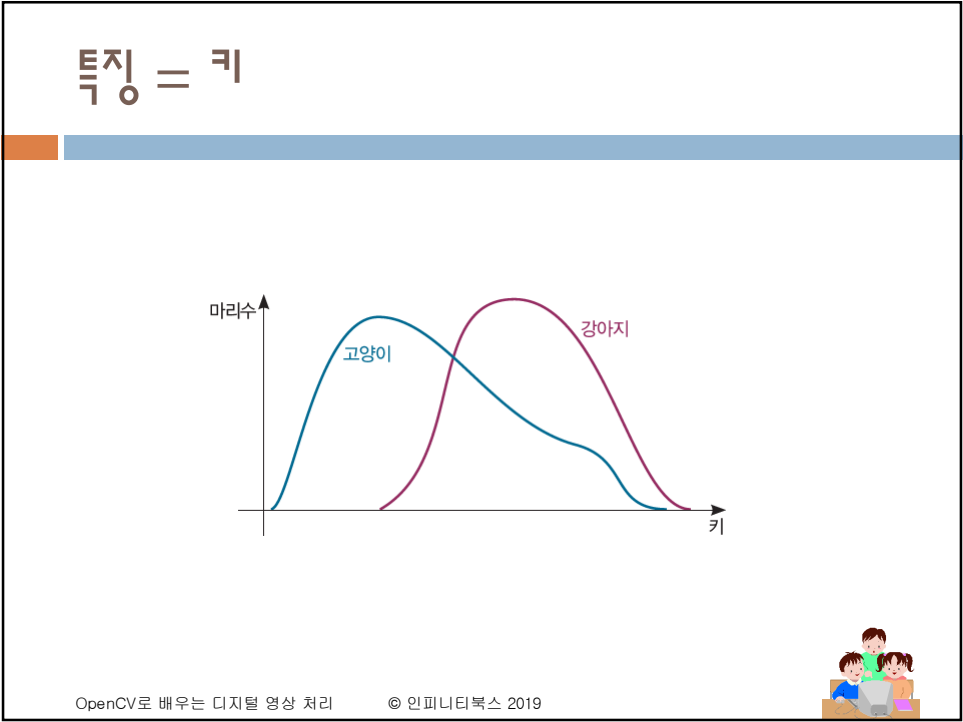 특징 = 키
마리수
강아지
고양이
키
OpenCV로 배우는 디지털 영상 처리 © 인피니티북스 2019